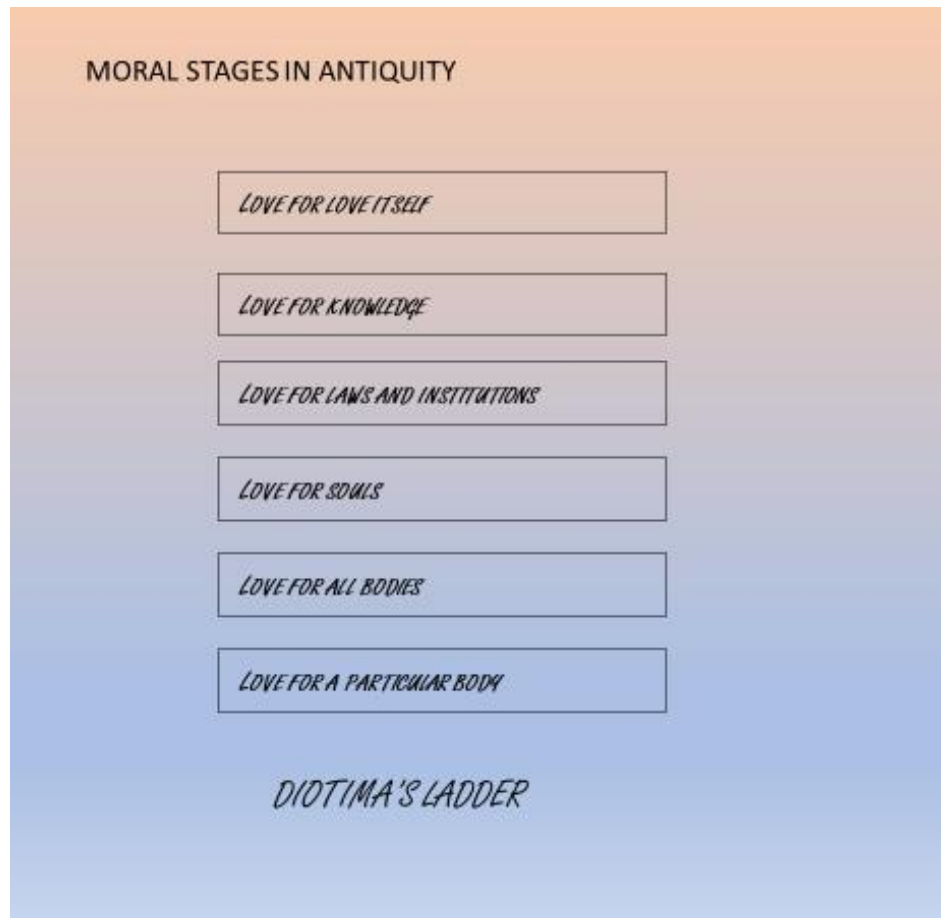 MORAL STAGES IN ANTIQUITY
LOVE FOR LOVE ITSELF
LOVE FOR KNOWLEDGE
LOVE FOR LAWS AND INSTITUTIONS
LOVE FOR SOULS
LOVE FOR ALL BODIES
LOVE FOR A PARTICULAR BODY
DIOTIMA'S LADDER